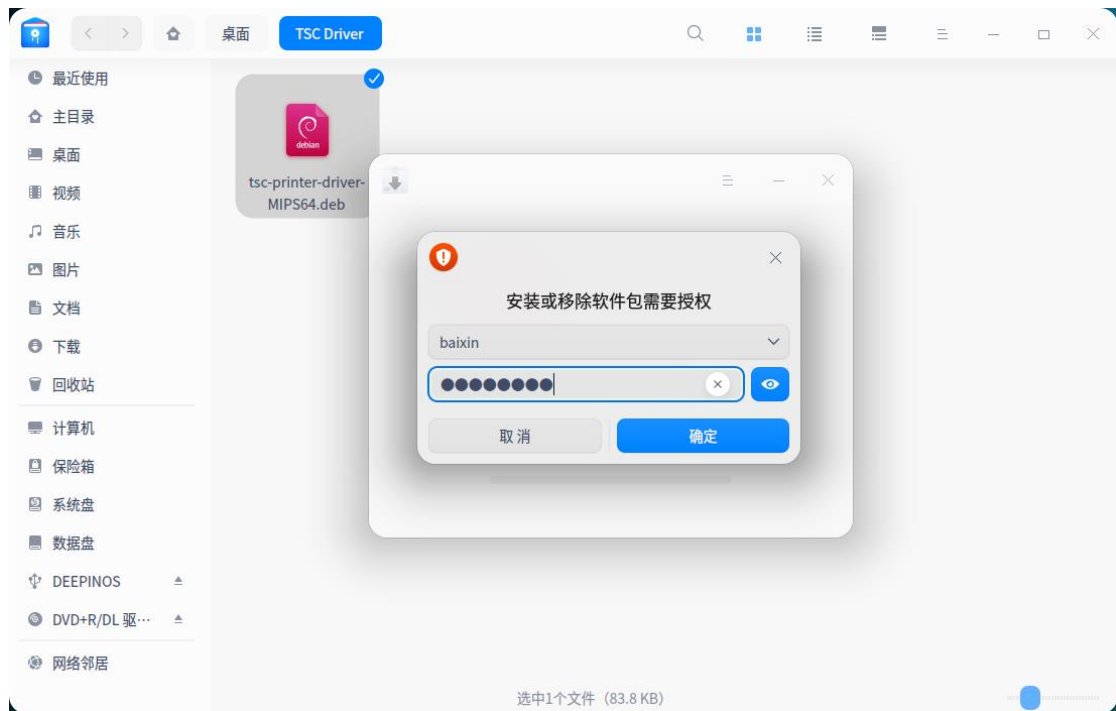 桌面
TSC Driver
最近使用
主目录
桌面
视频
音乐
图片
文档
下载
回收站
计算机
保险箱
系统盘
数据盘
DEEPINOS
DVD+R/DL 驱…
网络邻居
debian
tsc-printer-driver-
MIPS64.deb
安装或移除软件包需要授权
baixin
取消
确定
选中1个文件（83.8 KB）